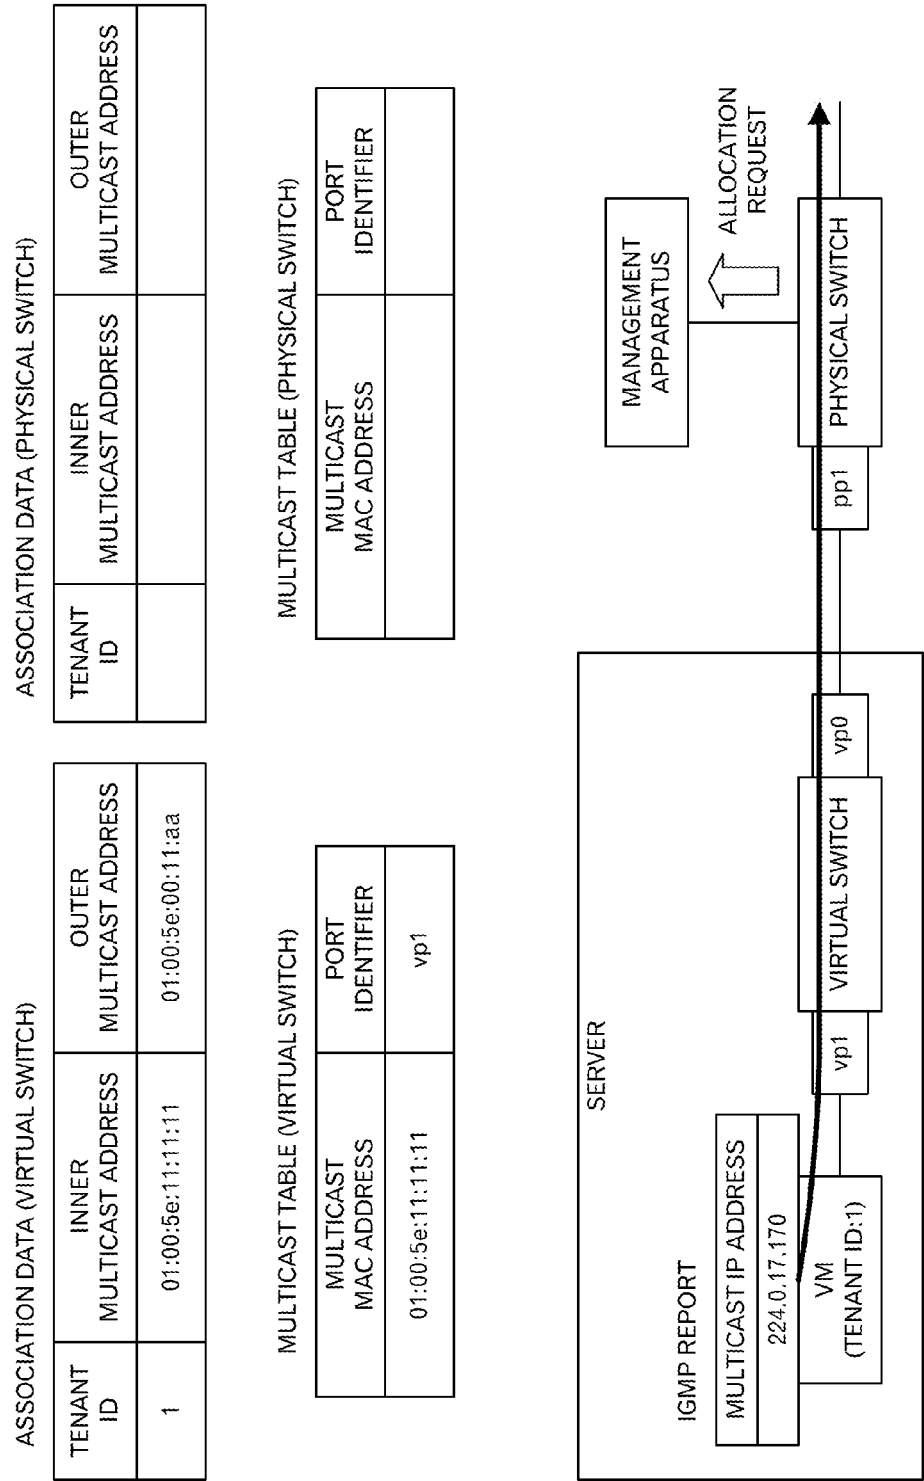 ASSOCIATION DATA (VIRTUAL SWITCH)
TENANT
ID
INNER
MULTICAST ADDRESS
OUTER
MULTICAST ADDRESS
1
01:00:5e:11:11:11
01:00:5e:00:11:aa
ASSOCIATION DATA (PHYSICAL SWITCH)
TENANT
ID
INNER
MULTICAST ADDRESS
OUTER
MULTICAST ADDRESS
MULTICAST TABLE (VIRTUAL SWITCH)
MULTICAST
MAC ADDRESS
PORT
IDENTIFIER
01:00:5e:11:11:11
vp1
MULTICAST TABLE (PHYSICAL SWITCH)
MULTICAST
MAC ADDRESS
PORT
IDENTIFIER
SERVER
IGMP REPORT
MULTICAST IP ADDRESS
224.0.17.170
VM
(TENANT ID:1)
vp1
VIRTUAL SWITCH
vp0
pp1
PHYSICAL SWITCH
MANAGEMENT
APPARATUS
ALLOCATION
REQUEST